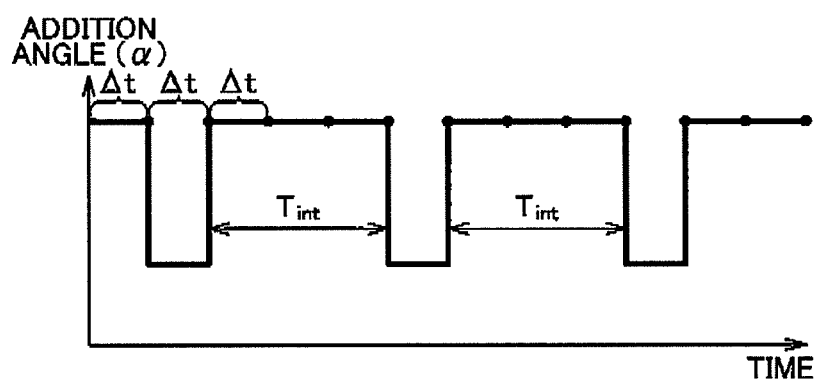 ADDITION
ANGLE (α)
Δt Δt Δt
T_int T_int
TIME